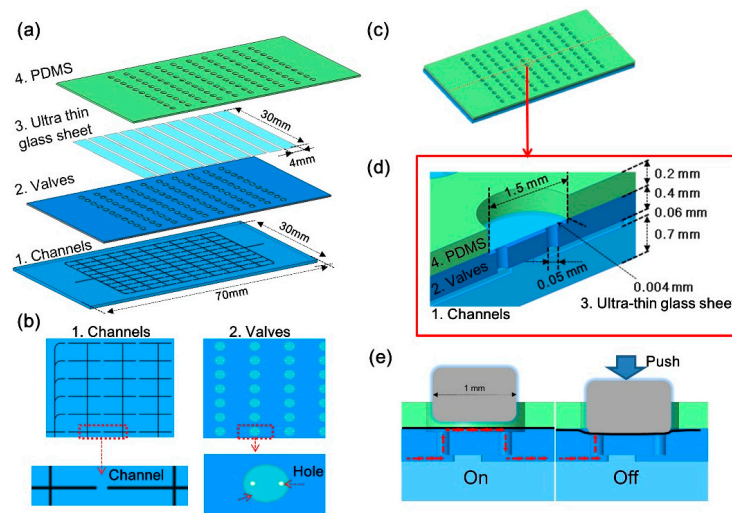 (a)
4. PDMS
3. Ultra thin
glass sheet
30mm
4mm
2. Valves
1. Channels
30mm
70mm
(b)
1. Channels
2. Valves
Channel
Hole
(c)
(d)
1.5 mm
0.2 mm
0.4 mm
0.06 mm
0.7 mm
4. PDMS
2. Valves
0.05 mm
0.004 mm
3. Ultra-thin glass sheet
1. Channels
(e)
Push
1 mm
On
Off